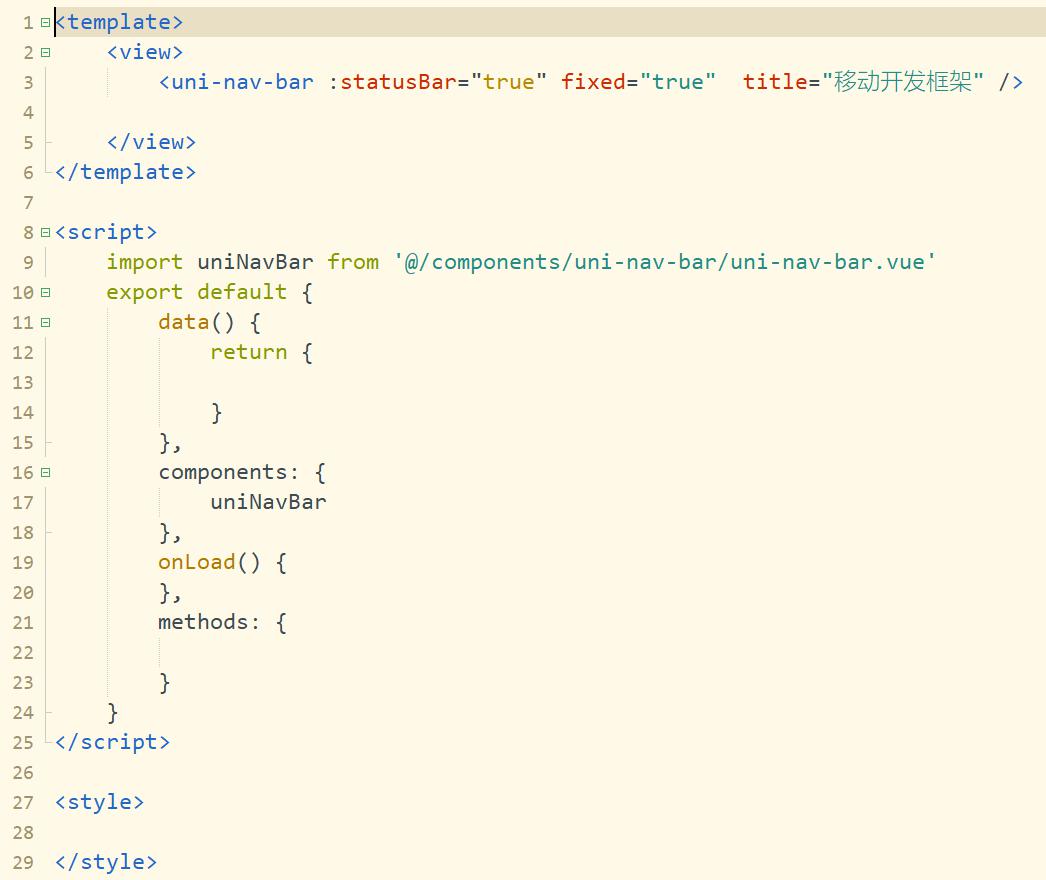 1 <template>
2 <view>
3 <uni-nav-bar :statusBar="true" fixed="true"  title="移动开发框架" />
4
5 </view>
6 </template>
7
8 <script>
9 import uniNavBar from '@/components/uni-nav-bar/uni-nav-bar.vue'
10 export default {
11 data() {
12 return {
13
14 }
15 },
16 components: {
17 uniNavBar
18 },
19 onLoad() {
20 },
21 methods: {
22
23 }
24 }
25 </script>
26
27 <style>
28
29 </style>